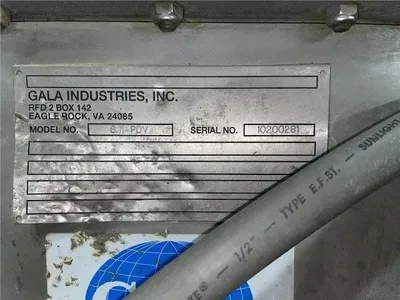 GALA INDUSTRIES, INC.
RFD 2 BOX 142
EAGLE ROCK, VA 24085
MODEL NO. SERIAL NO. 10200281
1/2" — TYPE E.F.ST. — SUNLIGHT